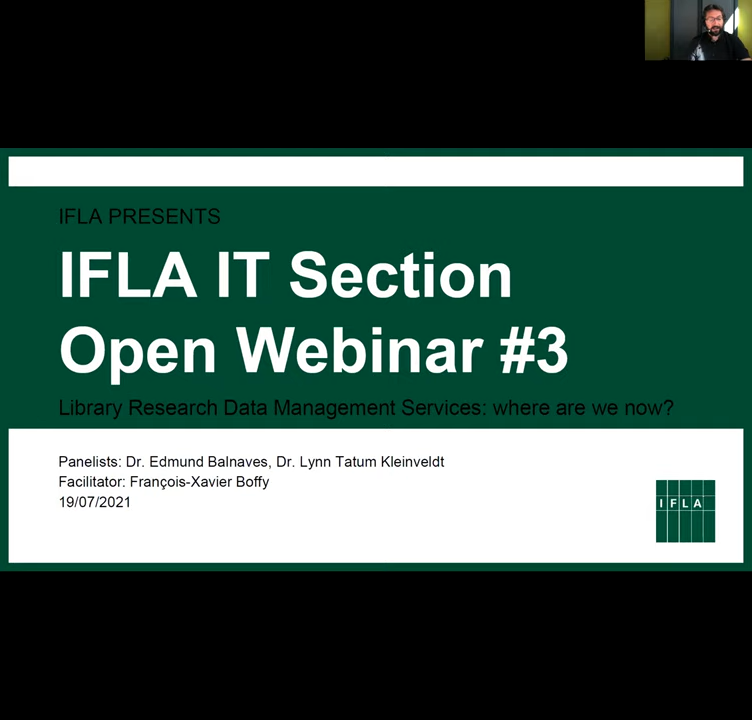 IFLA PRESENTS
IFLA IT Section
Open Webinar #3
Library Research Data Management Services: where are we now?
Panelists: Dr. Edmund Balnaves, Dr. Lynn Tatum Kleinveldt
Facilitator: François-Xavier Boffy
19/07/2021
IFLA